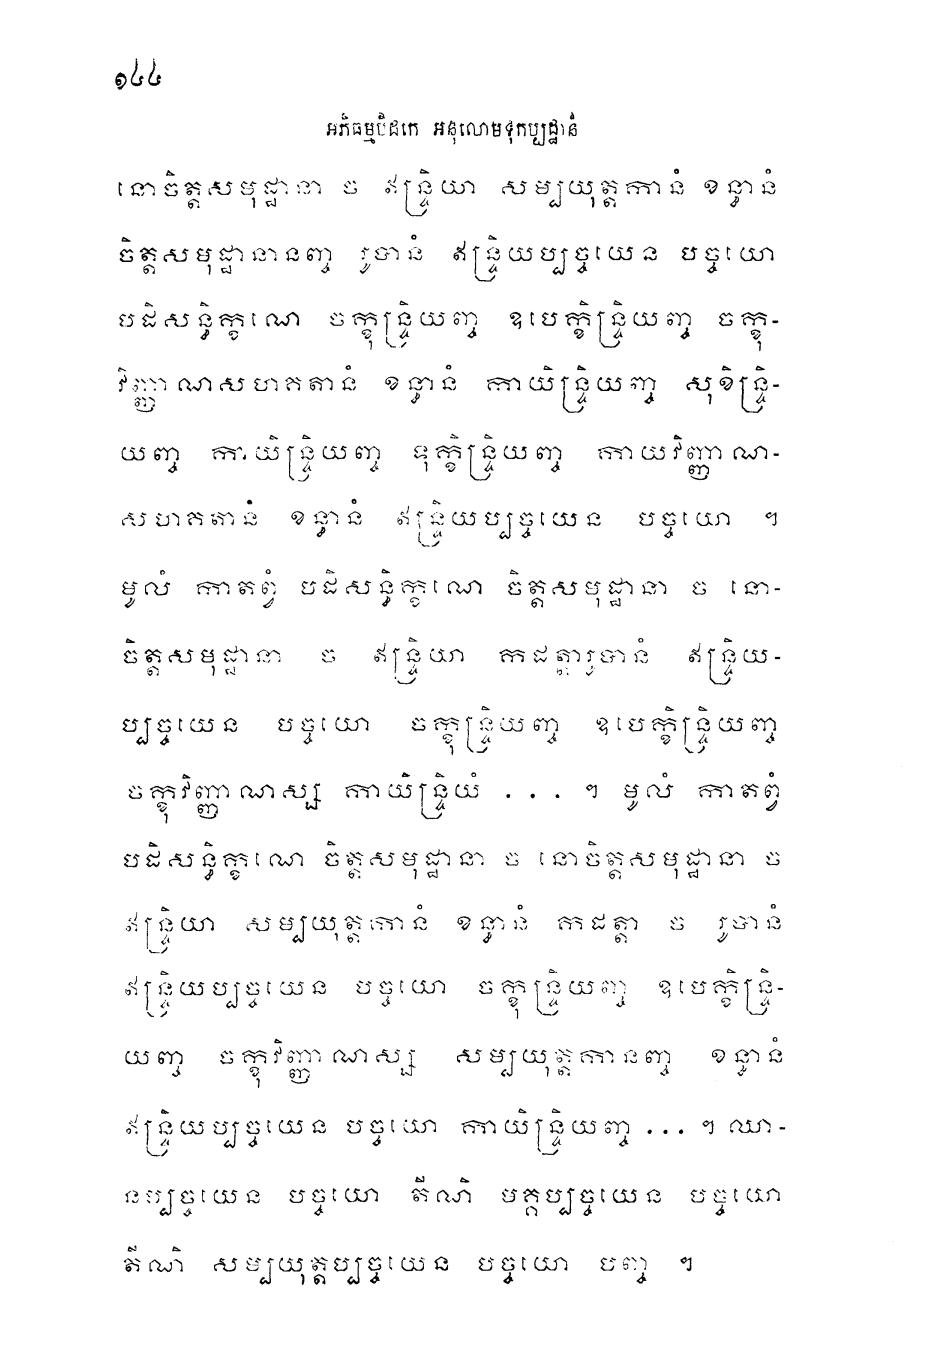 ១៤៤
អភិធម្មបិដកេ អនុលោមទុកប្បដ្ឋានំ
នោចិត្តសមុដ្ឋានា ច ឥន្ទ្រិយា សម្បយុត្តកានំ ខន្ធានំ
ចិត្តសមុដ្ឋានានញ្ច រូបានំ ឥន្ទ្រិយប្បច្ចយេន បច្ចយោ
បដិសន្ធិក្ខណេ ចក្ខុន្ទ្រិយញ្ច ឧបេក្ខិន្ទ្រិយញ្ច ចក្ខុ-
វិញ្ញាណសហគតានំ ខន្ធានំ កាយិន្ទ្រិយញ្ច សុខិន្ទ្រិ-
យញ្ច កាយិន្ទ្រិយញ្ច ទុក្ខិន្ទ្រិយញ្ច កាយវិញ្ញាណ-
សហគតានំ ខន្ធានំ ឥន្ទ្រិយប្បច្ចយេន បច្ចយោ ។
មូលំ កាតព្វំ បដិសន្ធិក្ខណេ ចិត្តសមុដ្ឋានា ច នោ-
ចិត្តសមុដ្ឋានា ច ឥន្ទ្រិយា កដត្តារូបានំ ឥន្ទ្រិយ-
ប្បច្ចយេន បច្ចយោ ចក្ខុន្ទ្រិយញ្ច ឧបេក្ខិន្ទ្រិយញ្ច
ចក្ខុវិញ្ញាណស្ស កាយិន្ទ្រិយំ . . . ។ មូលំ កាតព្វំ
បដិសន្ធិក្ខណេ ចិត្តសមុដ្ឋានា ច នោចិត្តសមុដ្ឋានា ច
ឥន្ទ្រិយា សម្បយុត្តកានំ ខន្ធានំ កដត្តា ច រូបានំ
ឥន្ទ្រិយប្បច្ចយេន បច្ចយោ ចក្ខុន្ទ្រិយញ្ច ឧបេក្ខិន្ទ្រិ-
យញ្ច ចក្ខុវិញ្ញាណស្ស សម្បយុត្តកានញ្ច ខន្ធានំ
ឥន្ទ្រិយប្បច្ចយេន បច្ចយោ កាយិន្ទ្រិយញ្ច ... ។ ឈា-
នប្បច្ចយេន បច្ចយោ តីណិ មគ្គប្បច្ចយេន បច្ចយោ
តីណិ សម្បយុត្តប្បច្ចយេន បច្ចយោ បញ្ច ។